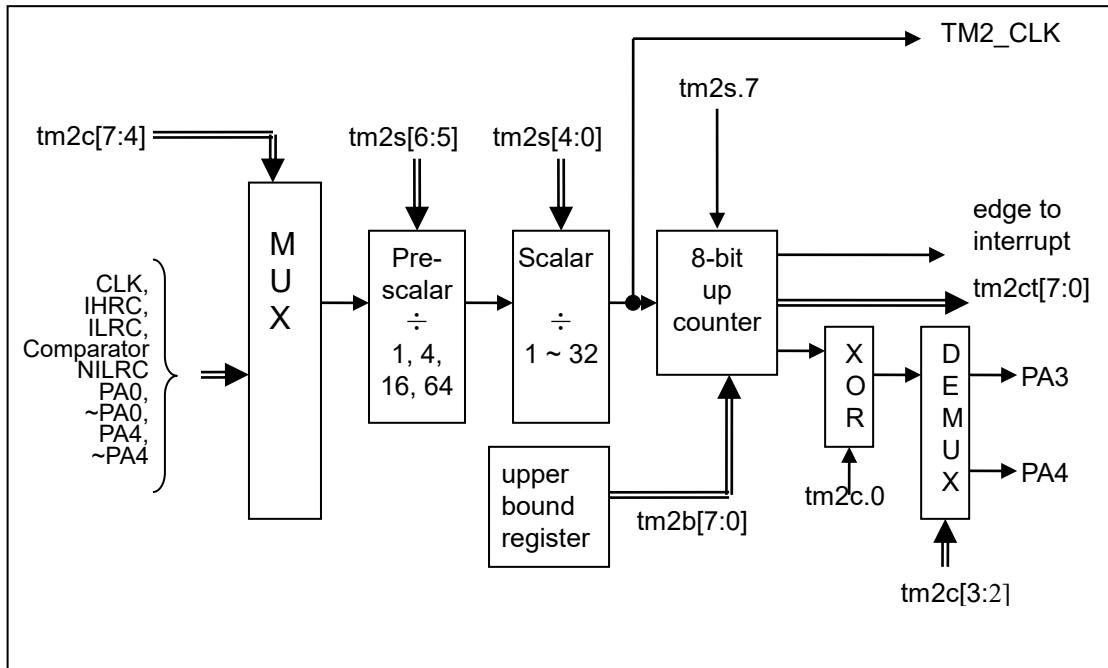 TM2_CLK
tm2s.7
tm2c[7:4]
tm2s[6:5]
tm2s[4:0]
M
U
X
Pre-
scalar
÷
1, 4,
16, 64
Scalar
÷
1 ~ 32
8-bit
up
counter
edge to
interrupt
tm2ct[7:0]
CLK,
IHRC,
ILRC,
Comparator
NILRC
PA0,
~PA0,
PA4,
~PA4
X
O
R
D
E
M
U
X
PA3
PA4
upper
bound
register
tm2b[7:0]
tm2c.0
tm2c[3:2]